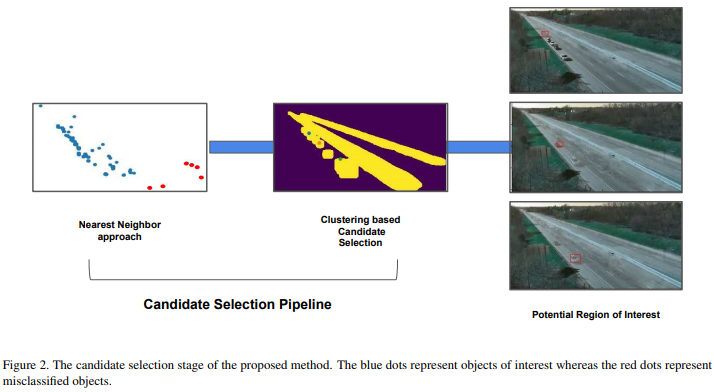 Nearest Neighbor
approach
Clustering based
Candidate
Selection
Candidate Selection Pipeline
Potential Region of Interest
Figure 2. The candidate selection stage of the proposed method. The blue dots represent objects of interest whereas the red dots represent
misclassified objects.